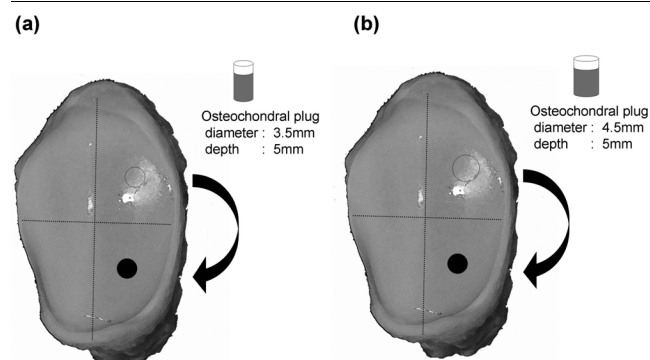 (a)
Osteochondral plug
diameter : 3.5mm
depth : 5mm
(b)
Osteochondral plug
diameter : 4.5mm
depth : 5mm